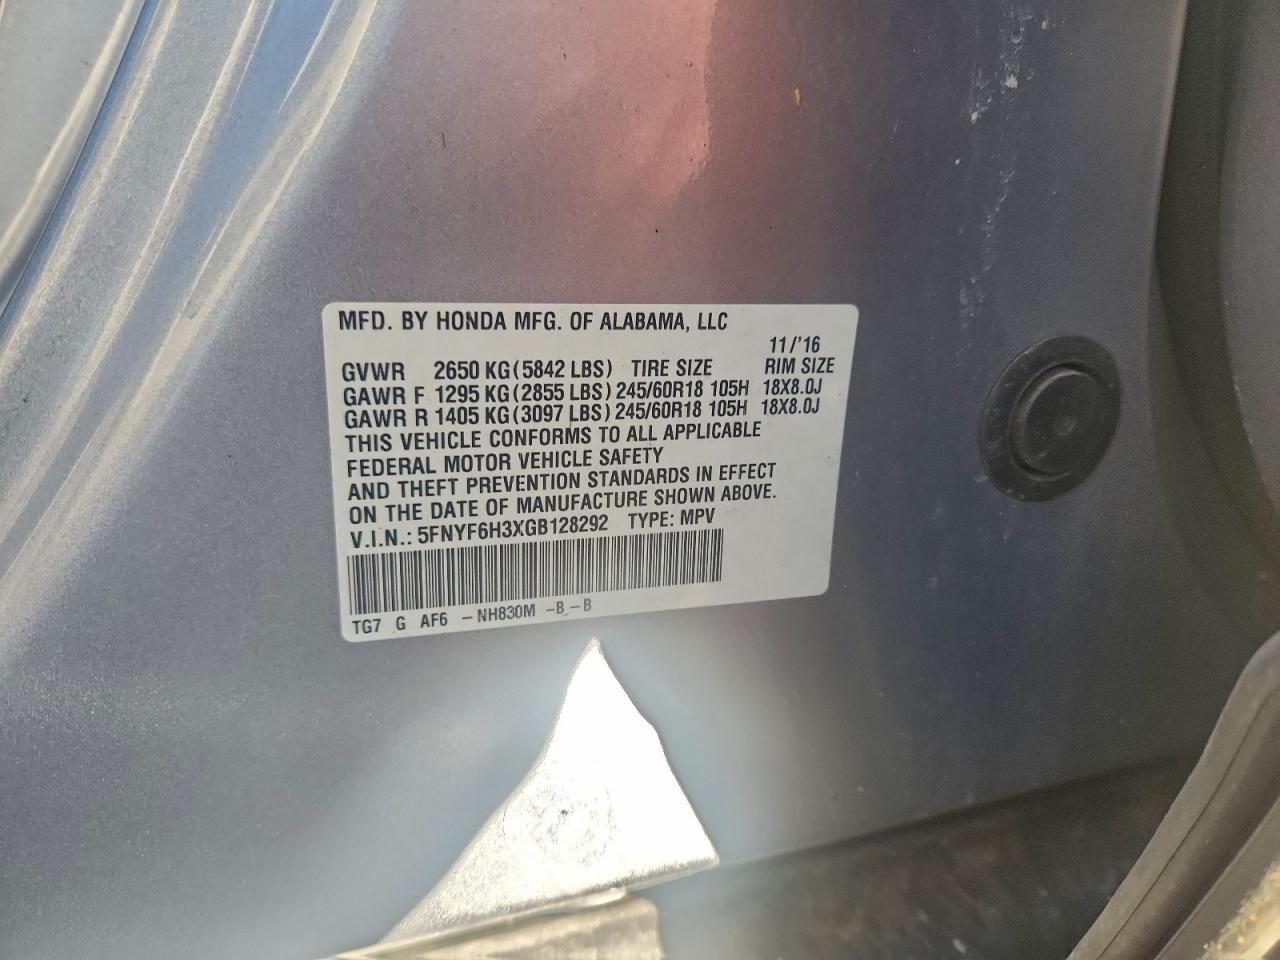 MFD. BY HONDA MFG. OF ALABAMA, LLC
11/'16
GVWR 2650 KG (5842 LBS) TIRE SIZE RIM SIZE
GAWR F 1295 KG (2855 LBS) 245/60R18 105H 18X8.0J
GAWR R 1405 KG (3097 LBS) 245/60R18 105H 18X8.0J
THIS VEHICLE CONFORMS TO ALL APPLICABLE
FEDERAL MOTOR VEHICLE SAFETY
AND THEFT PREVENTION STANDARDS IN EFFECT
ON THE DATE OF MANUFACTURE SHOWN ABOVE.
V.I.N.: 5FNYF6H3XGB128292 TYPE: MPV
TG7 G AF6 -NH830M -B -B